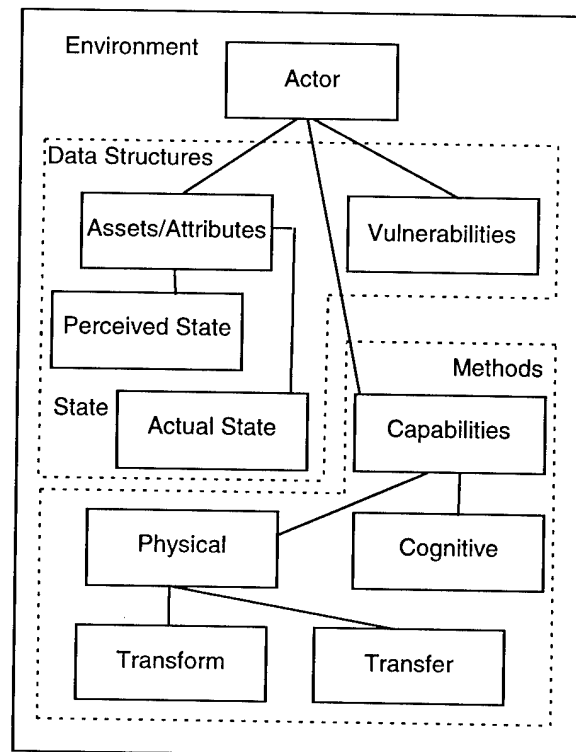 Environment
Actor
Data Structures
Assets/Attributes
Vulnerabilities
Perceived State
Methods
State
Actual State
Capabilities
Physical
Cognitive
Transform
Transfer